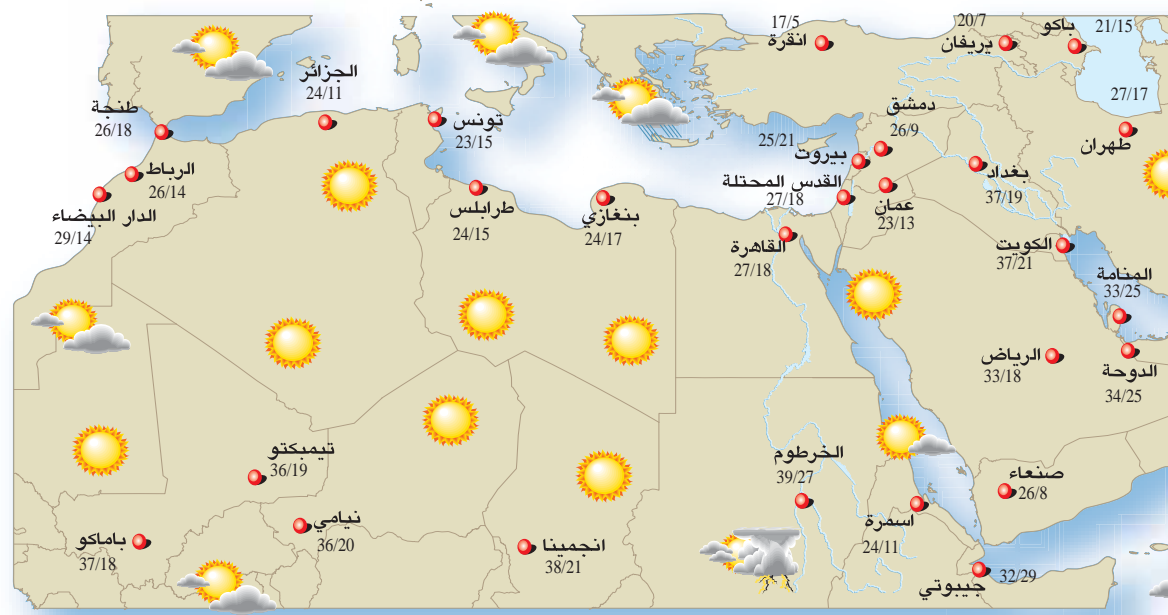 17/5
انقرة
20/7
يريفان
باكو
21/15
27/17
طهران
الجزائر
24/11
طنجة
26/18
تونس
23/15
دمشق
26/9
25/21
بيروت
بغداد
37/19
الرباط
26/14
القدس المحتلة
27/18
عمان
23/13
الدار البيضاء
29/14
طرابلس
24/15
بنغازي
24/17
القاهرة
27/18
الكويت
37/21
المنامة
33/25
الرياض
33/18
الدوحة
34/25
تيمبكتو
36/19
الخرطوم
39/27
صنعاء
26/8
نيامي
36/20
اسمرة
24/11
باماكو
37/18
انجمينا
38/21
32/29
جيبوتي